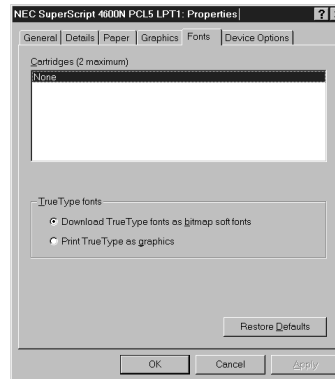 NEC SuperScript 4600N PCL5 LPT1: Properties
General Details Paper Graphics Fonts Device Options
Cartridges (2 maximum)
None
TrueType fonts
Download TrueType fonts as bitmap soft fonts
Print TrueType as graphics
Restore Defaults
OK Cancel Apply